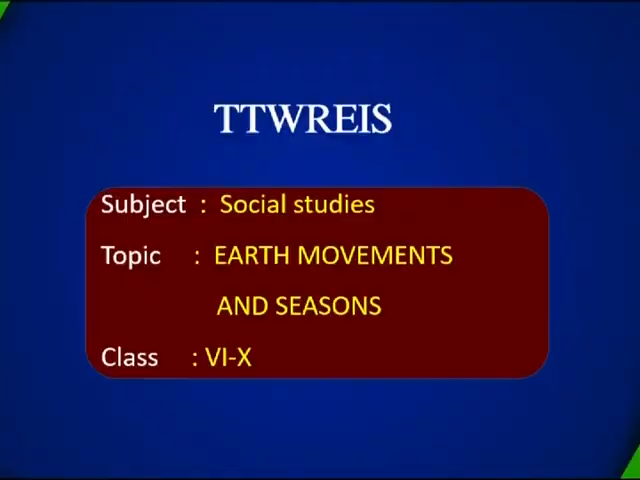 TTWREIS
Subject : Social studies
Topic : EARTH MOVEMENTS
AND SEASONS
Class : VI-X